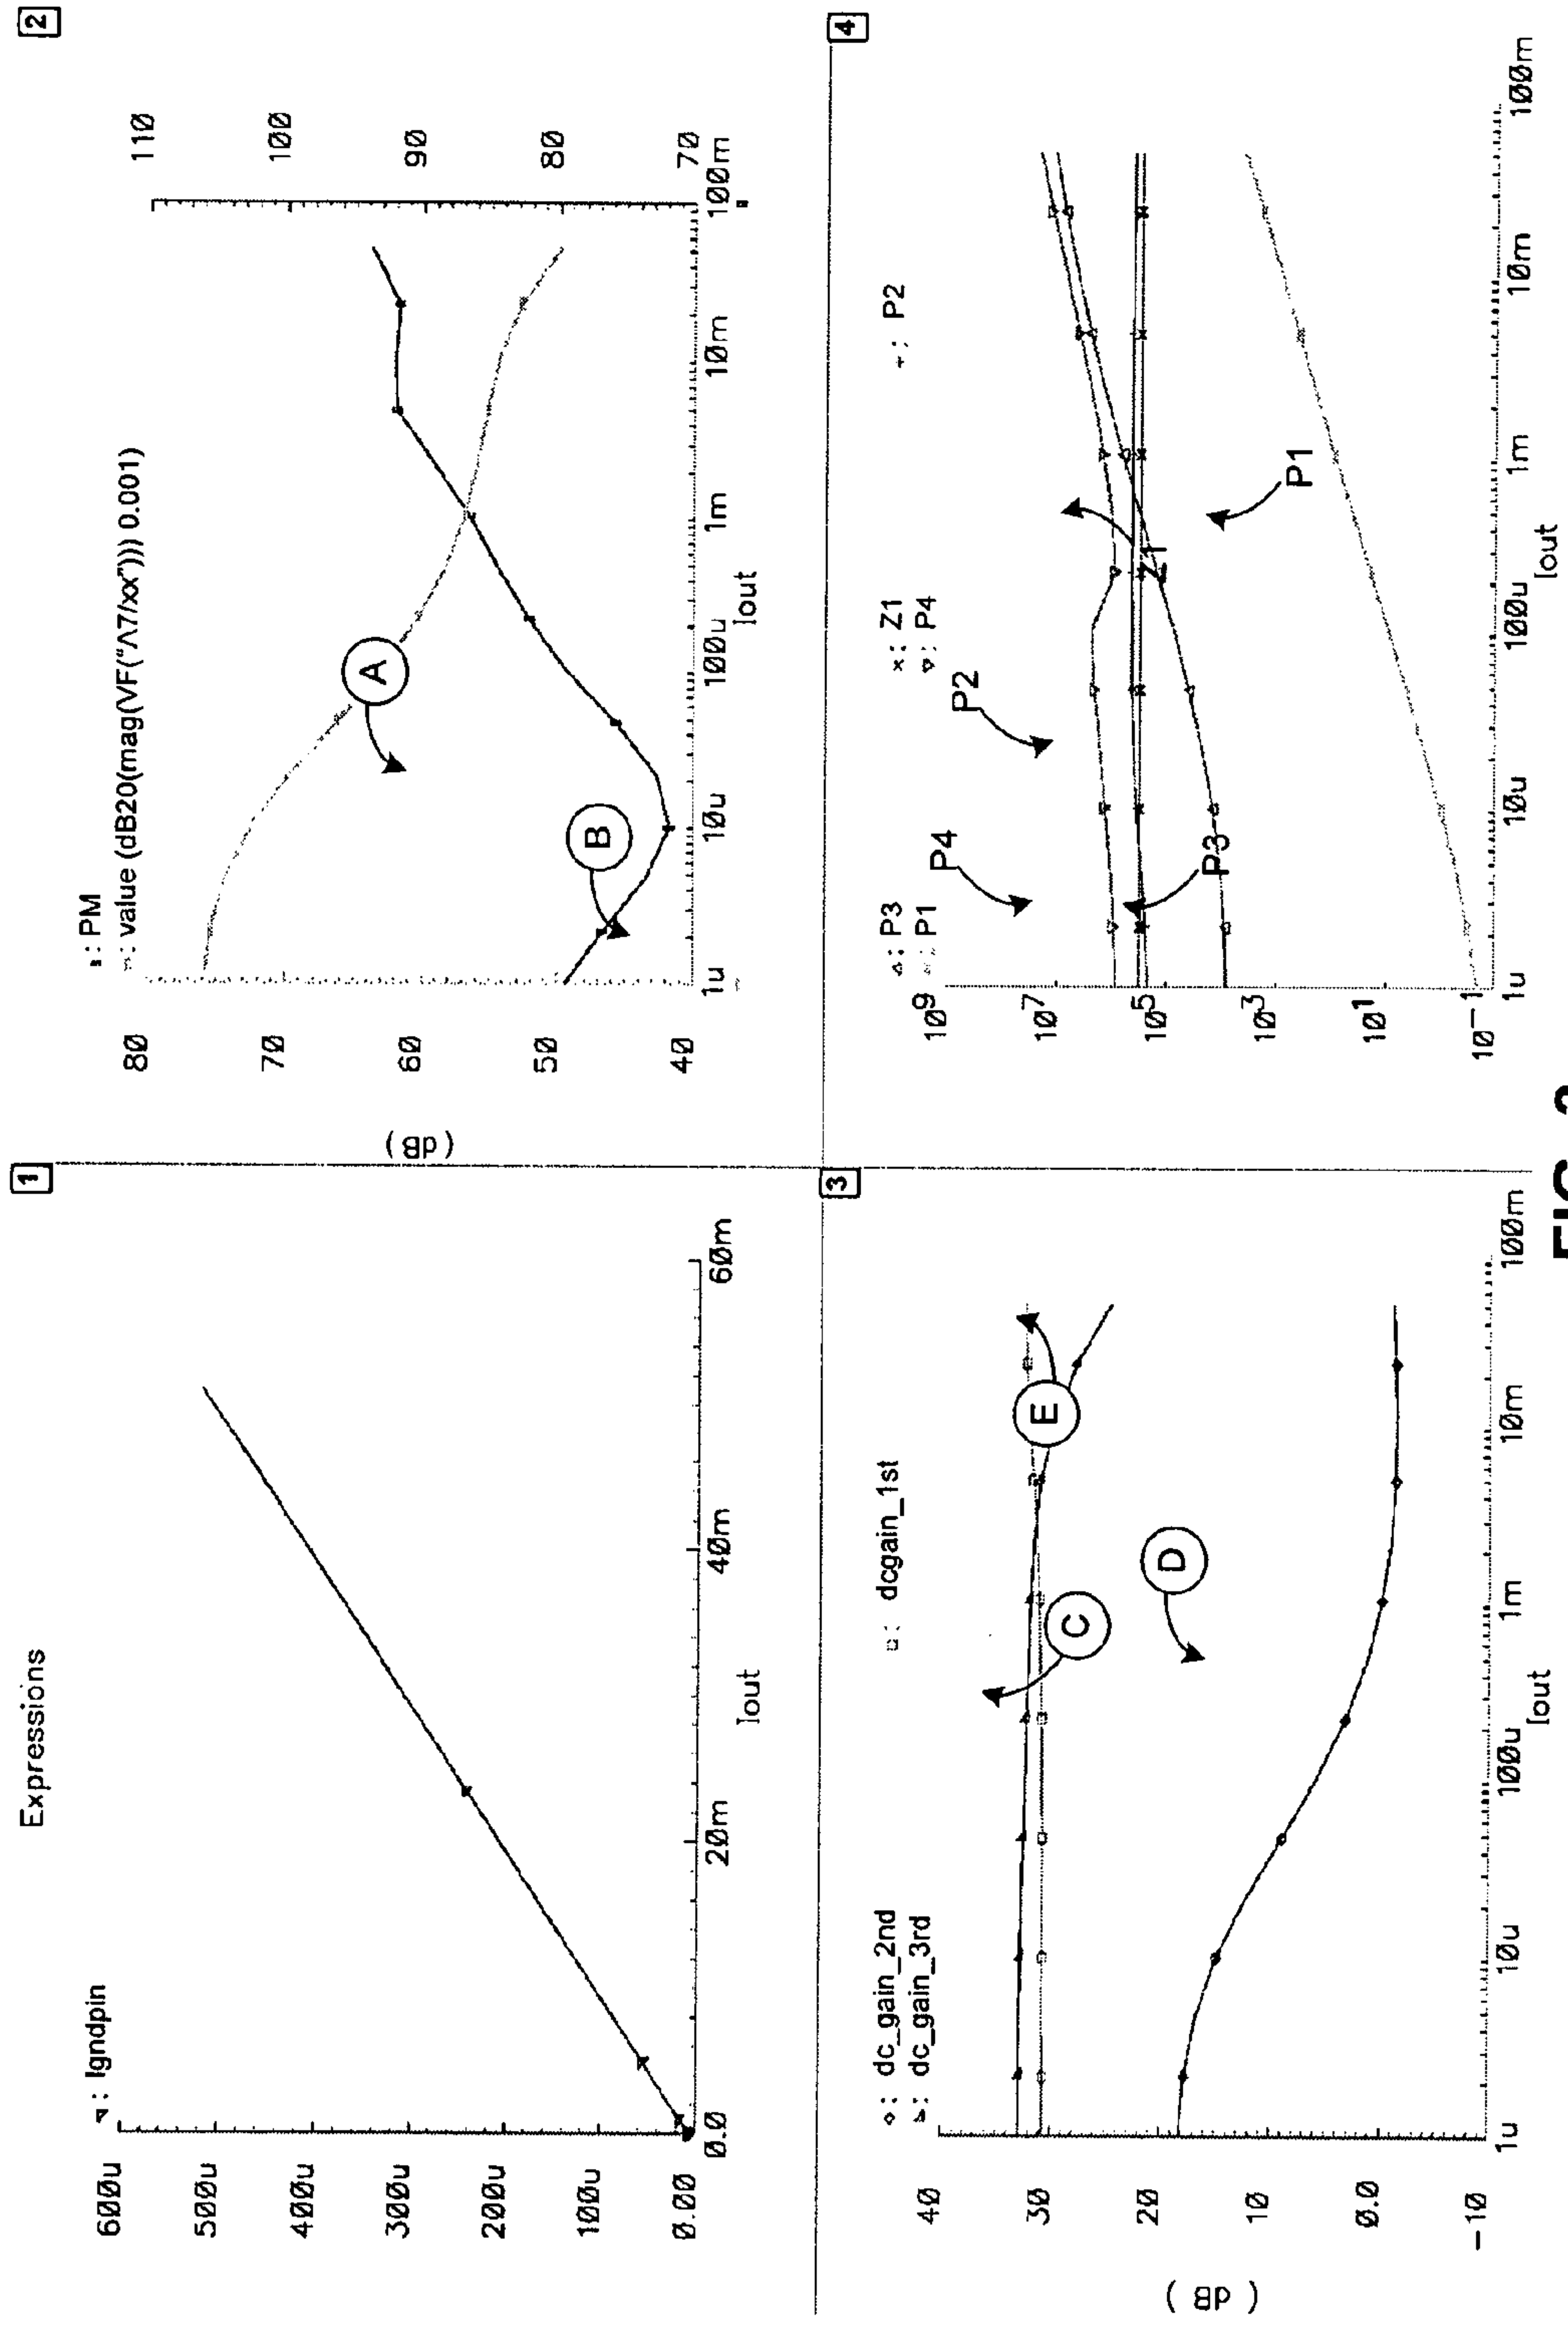 Expressions
1
▿: Ignd​pin
600u
500u
400u
300u
200u
100u
0.00
0.0
20m
40m
60m
Iout
2
: PM
: value (dB20(mag(VF("/\7/xx"))) 0.001)
80
70
60
50
40
(dB)
110
100
90
80
70
A
B
1u
10u
100u
1m
10m
100m
Iout
3
◇: dc_gain_2nd
□: dcgain_1st
▵: dc_gain_3rd
40
30
20
10
0.0
-10
(dB)
C
E
D
1u
10u
100u
1m
10m
100m
Iout
4
▵: P3
×: Z1
+: P2
: P1
▿: P4
10^9
10^7
10^5
10^3
10^1
10^-1
P4
P2
P3
Z1
P1
1u
10u
100u
1m
10m
100m
Iout